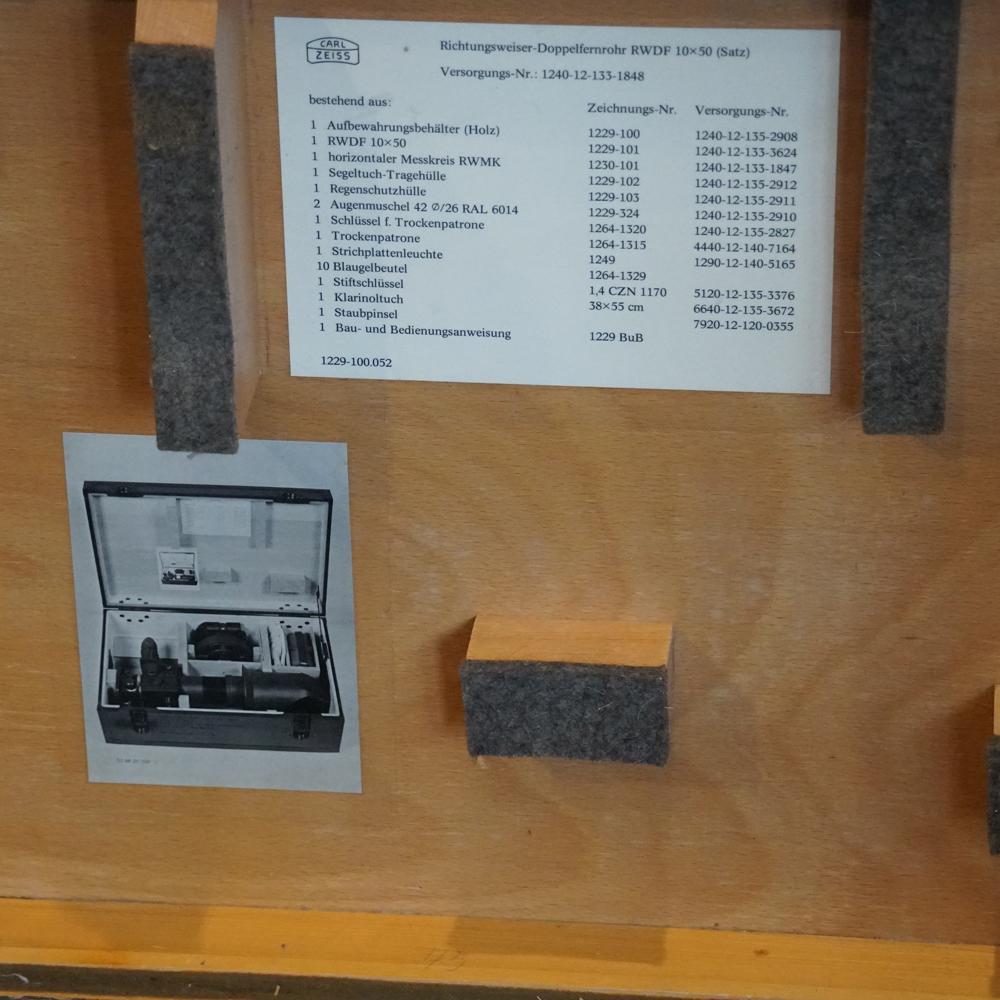 CARL
ZEISS
Richtungsweiser-Doppelfernrohr RWDF 10×50 (Satz)
Versorgungs-Nr.: 1240-12-133-1848
bestehend aus: Zeichnungs-Nr. Versorgungs-Nr.
1 Aufbewahrungsbehälter (Holz) 1229-100 1240-12-135-2908
1 RWDF 10×50 1229-101 1240-12-133-3624
1 horizontaler Messkreis RWMK 1230-101 1240-12-133-1847
1 Segeltuch-Tragehülle 1229-102 1240-12-135-2912
1 Regenschutzhülle 1229-103 1240-12-135-2911
2 Augenmuschel 42 ∅/26 RAL 6014 1229-324 1240-12-135-2910
1 Schlüssel f. Trockenpatrone 1264-1320 1240-12-135-2827
1 Trockenpatrone 1264-1315 4440-12-140-7164
1 Strichplattenleuchte 1249 1290-12-140-5165
10 Blaugelbeutel 1264-1329
1 Stiftschlüssel 1,4 CZN 1170 5120-12-135-3376
1 Klarinoltuch 38×55 cm 6640-12-135-3672
1 Staubpinsel 7920-12-120-0355
1 Bau- und Bedienungsanweisung 1229 BuB
1229-100.052